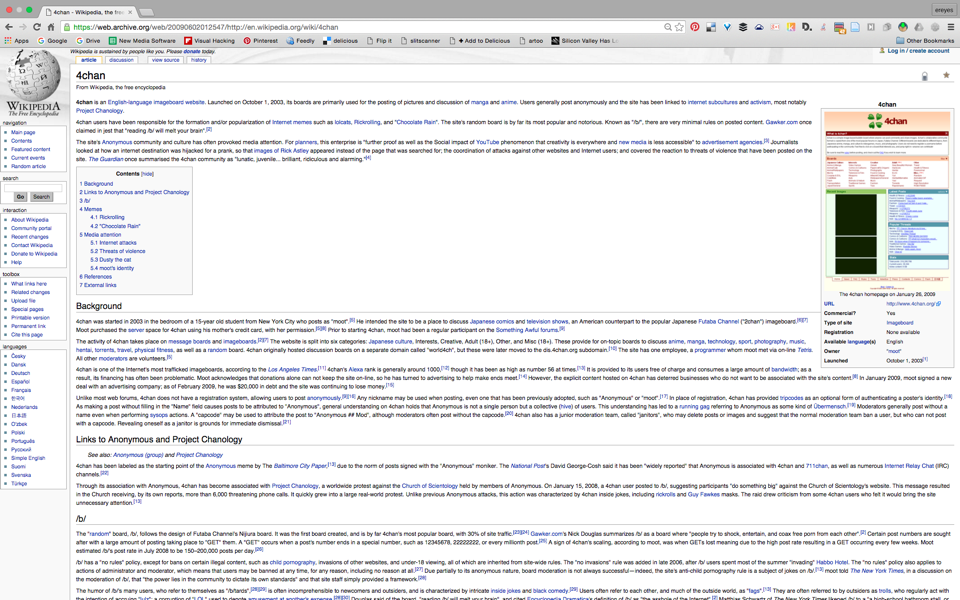 4chan - Wikipedia, the free
ereyes
https://web.archive.org/web/20090602012547/http://en.wikipedia.org/wiki/4chan
Apps Google Drive New Media Software Visual Hacking Pinterest Feedly delicious Flip it slitscanner Add to Delicious artoo Silicon Valley Has L Other Bookmarks
Wikipedia is sustained by people like you. Please donate today.
Log in / create account
article discussion view source history
4chan
From Wikipedia, the free encyclopedia
WIKIPEDIA
The Free Encyclopedia
navigation
Main page
Contents
Featured content
Current events
Random article
search
Go Search
interaction
About Wikipedia
Community portal
Recent changes
Contact Wikipedia
Donate to Wikipedia
Help
toolbox
What links here
Related changes
Upload file
Special pages
Printable version
Permanent link
Cite this page
languages
Česky
Dansk
Deutsch
Español
Français
한국어
Nederlands
日本語
O'zbek
Polski
Português
Русский
Simple English
Suomi
Svenska
Türkçe
4chan is an English-language imageboard website. Launched on October 1, 2003, its boards are primarily used for the posting of pictures and discussion of manga and anime. Users generally post anonymously and the site has been linked to internet subcultures and activism, most notably
Project Chanology.
4chan users have been responsible for the formation and/or popularization of Internet memes such as lolcats, Rickrolling, and "Chocolate Rain". The site's random board is by far its most popular and notorious. Known as "/b/", there are very minimal rules on posted content. Gawker.com once
claimed in jest that "reading /b/ will melt your brain".[2]
The site's Anonymous community and culture has often provoked media attention. For planners, this enterprise is "further proof as well as the Social impact of YouTube phenomenon that creativity is everywhere and new media is less accessible" to advertisement agencies.[3] Journalists
looked at how an internet destination was hijacked for a prank, so that images of Rick Astley appeared instead of the page that was searched for; the coordination of attacks against other websites and Internet users; and covered the reaction to threats of violence that have been posted on
the site. The Guardian once summarised the 4chan community as "lunatic, juvenile... brilliant, ridiculous and alarming."[4]
Contents [hide]
1 Background
2 Links to Anonymous and Project Chanology
3 /b/
4 Memes
4.1 Rickrolling
4.2 "Chocolate Rain"
5 Media attention
5.1 Internet attacks
5.2 Threats of violence
5.3 Dusty the cat
5.4 moot's identity
6 References
7 External links
4chan
4chan
The 4chan homepage on January 26, 2009
URL http://www.4chan.org/
Commercial? Yes
Type of site Imageboard
Registration None available
Available language(s) English
Owner "moot"
Launched October 1, 2003[1]
Background
4chan was started in 2003 in the bedroom of a 15-year old student from New York City who posts as "moot".[5] He intended the site to be a place to discuss Japanese comics and television shows, an American counterpart to the popular Japanese Futaba Channel ("2chan") imageboard.[6][7]
Moot purchased the server space for 4chan using his mother's credit card, with her permission.[5][8] Prior to starting 4chan, moot had been a regular participant on the Something Awful forums.[9]
The activity of 4chan takes place on message boards and imageboards.[2][7] The website is split into six categories: Japanese culture, Interests, Creative, Adult (18+), Other, and Misc (18+). These provide for on-topic boards to discuss anime, manga, technology, sport, photography, music,
hentai, torrents, travel, physical fitness, as well as a random board. 4chan originally hosted discussion boards on a separate domain called "world4ch", but these were later moved to the dis.4chan.org subdomain.[10] The site has one employee, a programmer whom moot met via on-line Tetris.
All other moderators are volunteers.[5]
4chan is one of the Internet's most trafficked imageboards, according to the Los Angeles Times.[11] 4chan's Alexa rank is generally around 1000,[12] though it has been as high as number 56 at times.[13] It is provided to its users free of charge and consumes a large amount of bandwidth; as a
result, its financing has often been problematic. Moot acknowledges that donations alone can not keep the site on-line, so he has turned to advertising to help make ends meet.[14] However, the explicit content hosted on 4chan has deterred businesses who do not want to be associated with the site's content.[8] In January 2009, moot signed a new
deal with an advertising company; as of February 2009, he was $20,000 in debt and the site was continuing to lose money.[15]
Unlike most web forums, 4chan does not have a registration system, allowing users to post anonymously.[9][16] Any nickname may be used when posting, even one that has been previously adopted, such as "Anonymous" or "moot".[17] In place of registration, 4chan has provided tripcodes as an optional form of authenticating a poster's identity.[18]
As making a post without filling in the "Name" field causes posts to be attributed to "Anonymous", general understanding on 4chan holds that Anonymous is not a single person but a collective (hive) of users. This understanding has led to a running gag referring to Anonymous as some kind of Übermensch.[19] Moderators generally post without a
name even when performing sysops actions. A "capcode" may be used to attribute the post to "Anonymous ## Mod", although moderators often post without the capcode.[20] 4chan also has a junior moderation team, called "janitors", who may delete posts or images and suggest that the normal moderation team ban a user, but who can not post
with a capcode. Revealing oneself as a janitor is grounds for immediate dismissal.[21]
Links to Anonymous and Project Chanology
See also: Anonymous (group) and Project Chanology
4chan has been labeled as the starting point of the Anonymous meme by The Baltimore City Paper,[13] due to the norm of posts signed with the "Anonymous" moniker. The National Post's David George-Cosh said it has been "widely reported" that Anonymous is associated with 4chan and 711chan, as well as numerous Internet Relay Chat (IRC)
channels.[22]
Through its association with Anonymous, 4chan has become associated with Project Chanology, a worldwide protest against the Church of Scientology held by members of Anonymous. On January 15, 2008, a 4chan user posted to /b/, suggesting participants "do something big" against the Church of Scientology's website. This message resulted
in the Church receiving, by its own reports, more than 6,000 threatening phone calls. It quickly grew into a large real-world protest. Unlike previous Anonymous attacks, this action was characterized by 4chan inside jokes, including rickrolls and Guy Fawkes masks. The raid drew criticism from some 4chan users who felt it would bring the site
unnecessary attention.[13]
/b/
The "random" board, /b/, follows the design of Futaba Channel's Nijiura board. It was the first board created, and is by far 4chan's most popular board, with 30% of site traffic.[23][24] Gawker.com's Nick Douglas summarizes /b/ as a board where "people try to shock, entertain, and coax free porn from each other".[2] Certain post numbers are sought
after with a large amount of posting taking place to "GET" them. A "GET" occurs when a post's number ends in a special number, such as 12345678, 22222222, or every millionth post.[25] A sign of 4chan's scaling, according to moot, was when GETs lost meaning due to the high post rate resulting in a GET occurring every few weeks. Moot
estimated /b/'s post rate in July 2008 to be 150–200,000 posts per day.[26]
/b/ has a "no rules" policy, except for bans on certain illegal content, such as child pornography, invasions of other websites, and under-18 viewing, all of which are inherited from site-wide rules. The "no invasions" rule was added in late 2006, after /b/ users spent most of the summer "invading" Habbo Hotel. The "no rules" policy also applies to
actions of administrator and moderator, which means that users may be banned at any time, for any reason, including no reason at all.[27] Due partially to its anonymous nature, board moderation is not always successful—indeed, the site's anti-child pornography rule is a subject of jokes on /b/.[13] moot told The New York Times, in a discussion on
the moderation of /b/, that "the power lies in the community to dictate its own standards" and that site staff simply provided a framework.[28]
The humor of /b/'s many users, who refer to themselves as "/b/tards",[28][29] is often incomprehensible to newcomers and outsiders, and is characterized by intricate inside jokes and black comedy. Users often refer to each other, and much of the outside world, as "fags".[13] They are often referred to by outsiders as trolls, who regularly act with